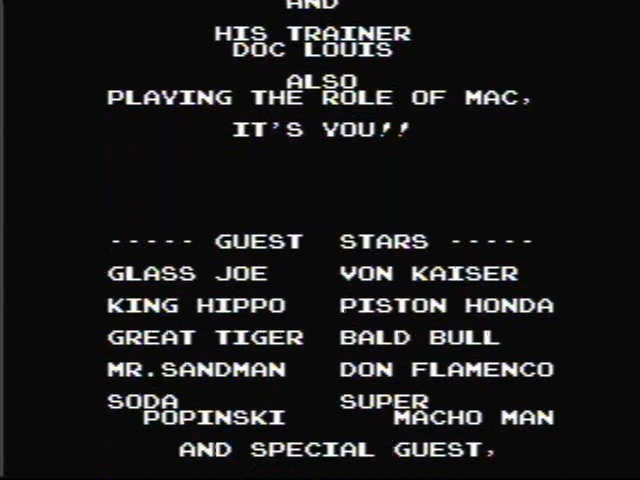 AND
HIS TRAINER
DOC LOUIS
ALSO
PLAYING THE ROLE OF MAC,
IT'S YOU!!
----- GUEST STARS -----
GLASS JOE VON KAISER
KING HIPPO PISTON HONDA
GREAT TIGER BALD BULL
MR.SANDMAN DON FLAMENCO
SODA SUPER
POPINSKI MACHO MAN
AND SPECIAL GUEST,